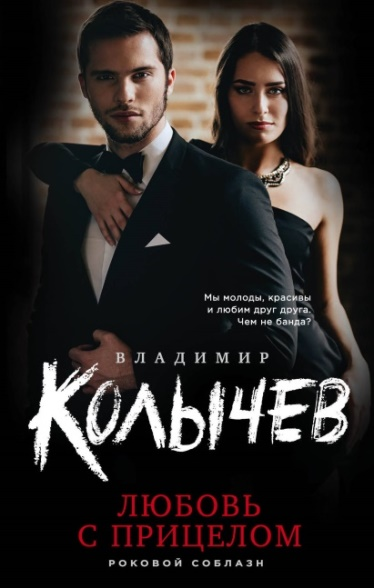 Мы молоды, красивы
и любим друг друга.
Чем не банда?
ВЛАДИМИР
КОЛЫЧЕВ
ЛЮБОВЬ
С ПРИЦЕЛОМ
РОКОВОЙ СОБЛАЗН